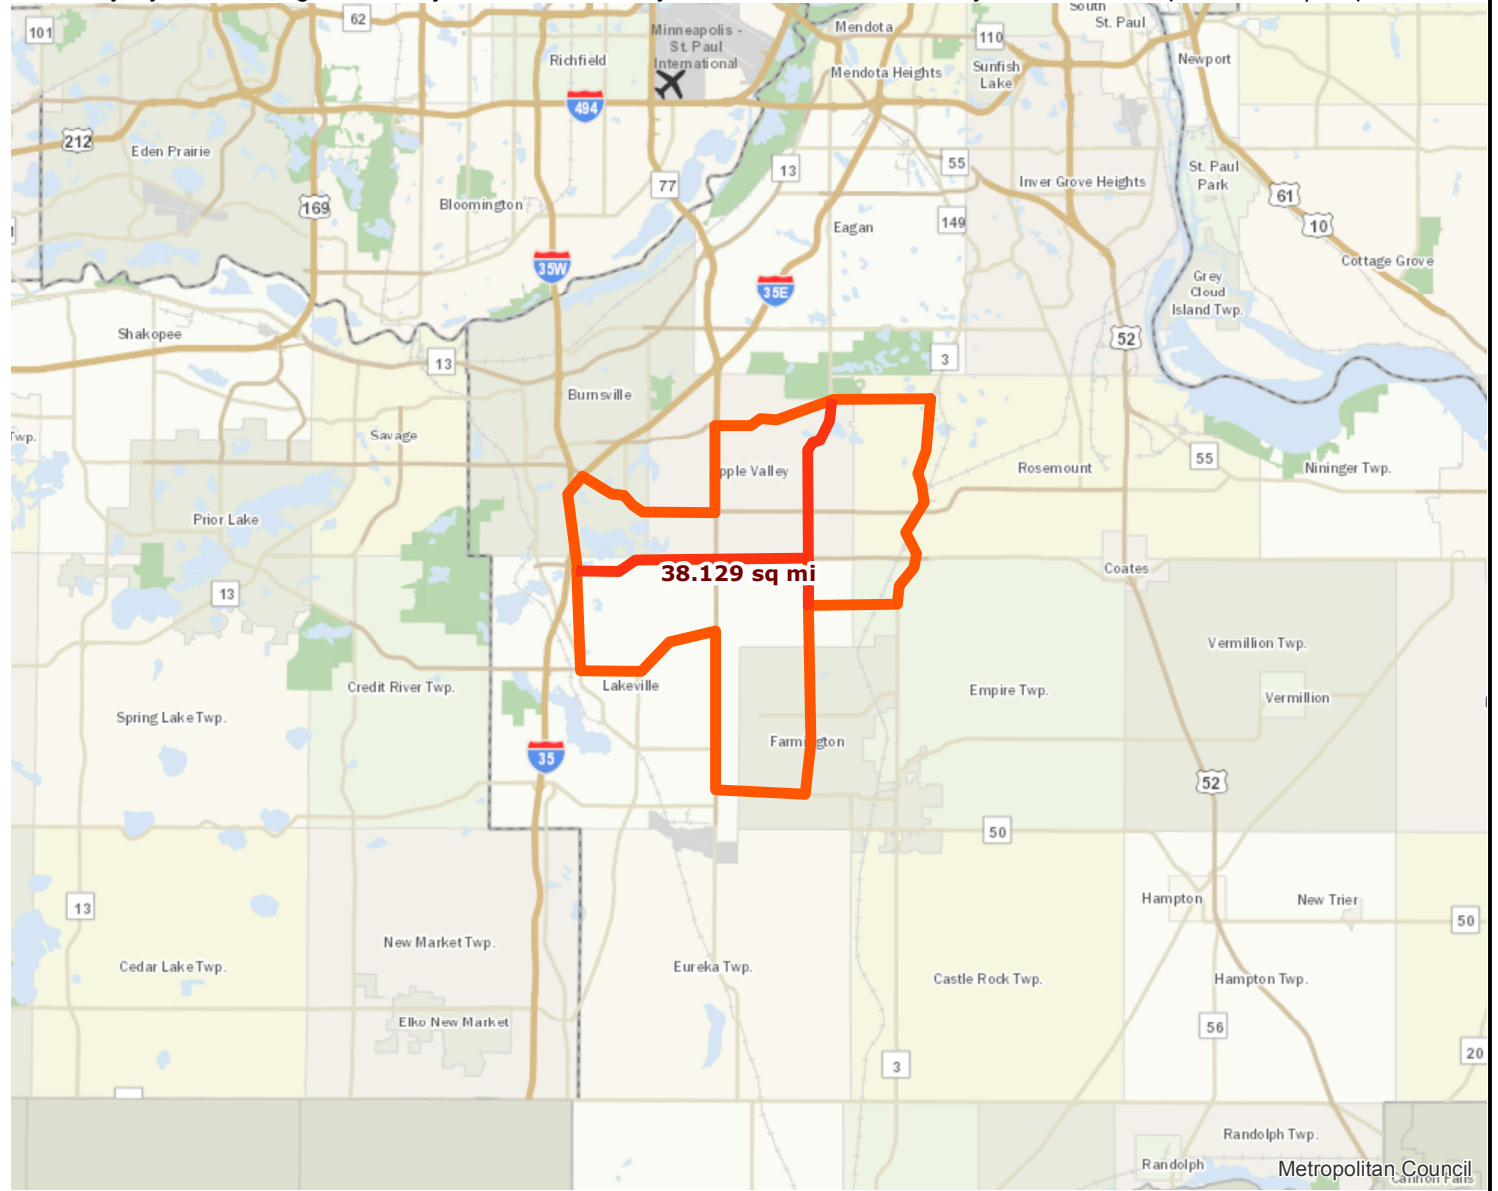 101
62
South
St. Paul
Minneapolis -
St. Paul
International
Mendota
110
Richfield
Mendota Heights
Sunfish
Lake
Newport
494
212
Eden Prairie
13
55
St. Paul
Park
77
Inver Grove Heights
61
169
Bloomington
149
10
Eagan
35W
Cottage Grove
35E
Grey
Cloud
Island Twp.
Shakopee
52
13
3
Burnsville
Twp.
Savage
55
pple Valley
Rosemount
Nininger Twp.
Prior Lake
38.129 sq mi
Coates
13
Vermillion Twp.
Credit River Twp.
Lakeville
Empire Twp.
Vermillion
Spring Lake Twp.
Farmington
35
52
50
13
Hampton
New Trier
50
New Market Twp.
Cedar Lake Twp.
Eureka Twp.
Castle Rock Twp.
Hampton Twp.
Elko New Market
56
20
3
Randolph Twp.
Randolph
Metropolitan Council
Cannon Falls